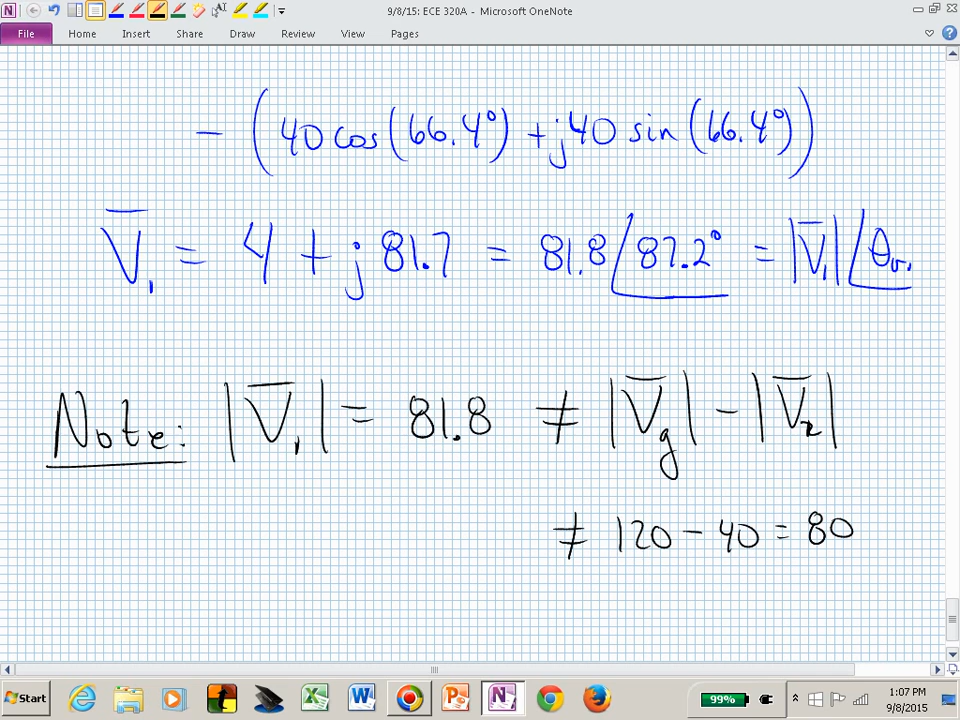 9/8/15: ECE 320A - Microsoft OneNote
File Home Insert Share Draw Review View Pages
- (40 cos(66.4°) + j40 sin(66.4°))
V̅₁ = 4 + j81.7 = 81.8/87.2° = |V̅₁|/θv₁
Note: |V̅₁| = 81.8 ≠ |V̅g| - |V̅₂|
≠ 120 - 40 = 80
Start 99% 1:07 PM
9/8/2015